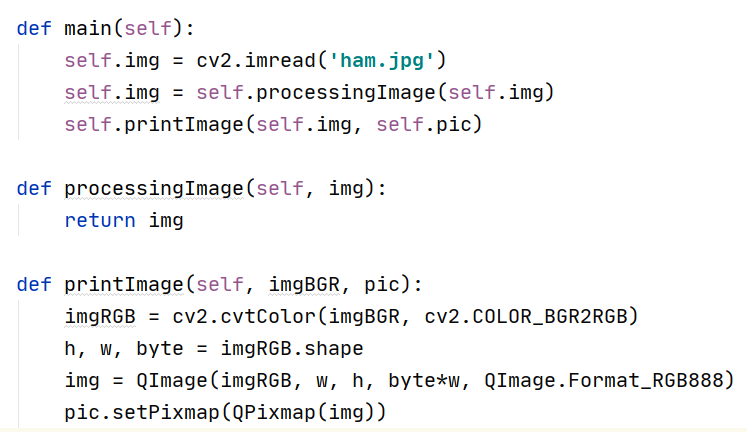 def main(self):
    self.img = cv2.imread('ham.jpg')
    self.img = self.processingImage(self.img)
    self.printImage(self.img, self.pic)
def processingImage(self, img):
    return img
def printImage(self, imgBGR, pic):
    imgRGB = cv2.cvtColor(imgBGR, cv2.COLOR_BGR2RGB)
    h, w, byte = imgRGB.shape
    img = QImage(imgRGB, w, h, byte*w, QImage.Format_RGB888)
    pic.setPixmap(QPixmap(img))